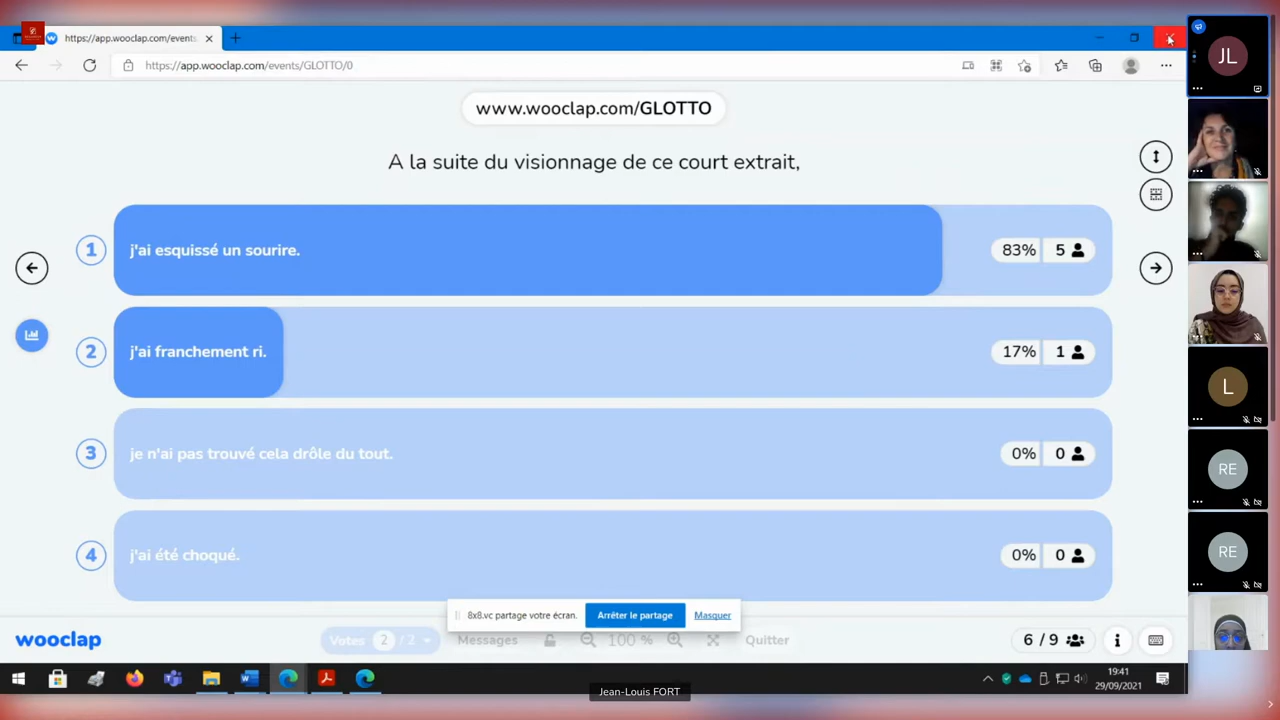 https://app.wooclap.com/events.
https://app.wooclap.com/events/GLOTTO/0
www.wooclap.com/GLOTTO
A la suite du visionnage de ce court extrait,
1 j'ai esquissé un sourire. 83% 5
2 j'ai franchement ri. 17% 1
3 je n'ai pas trouvé cela drôle du tout. 0% 0
4 j'ai été choqué. 0% 0
8x8.vc partage votre écran. Arrêter le partage Masquer
wooclap Votes 2 / 2 Messages 100 % Quitter 6 / 9
19:41
29/09/2021
Jean-Louis FORT
JL
L
RE
RE